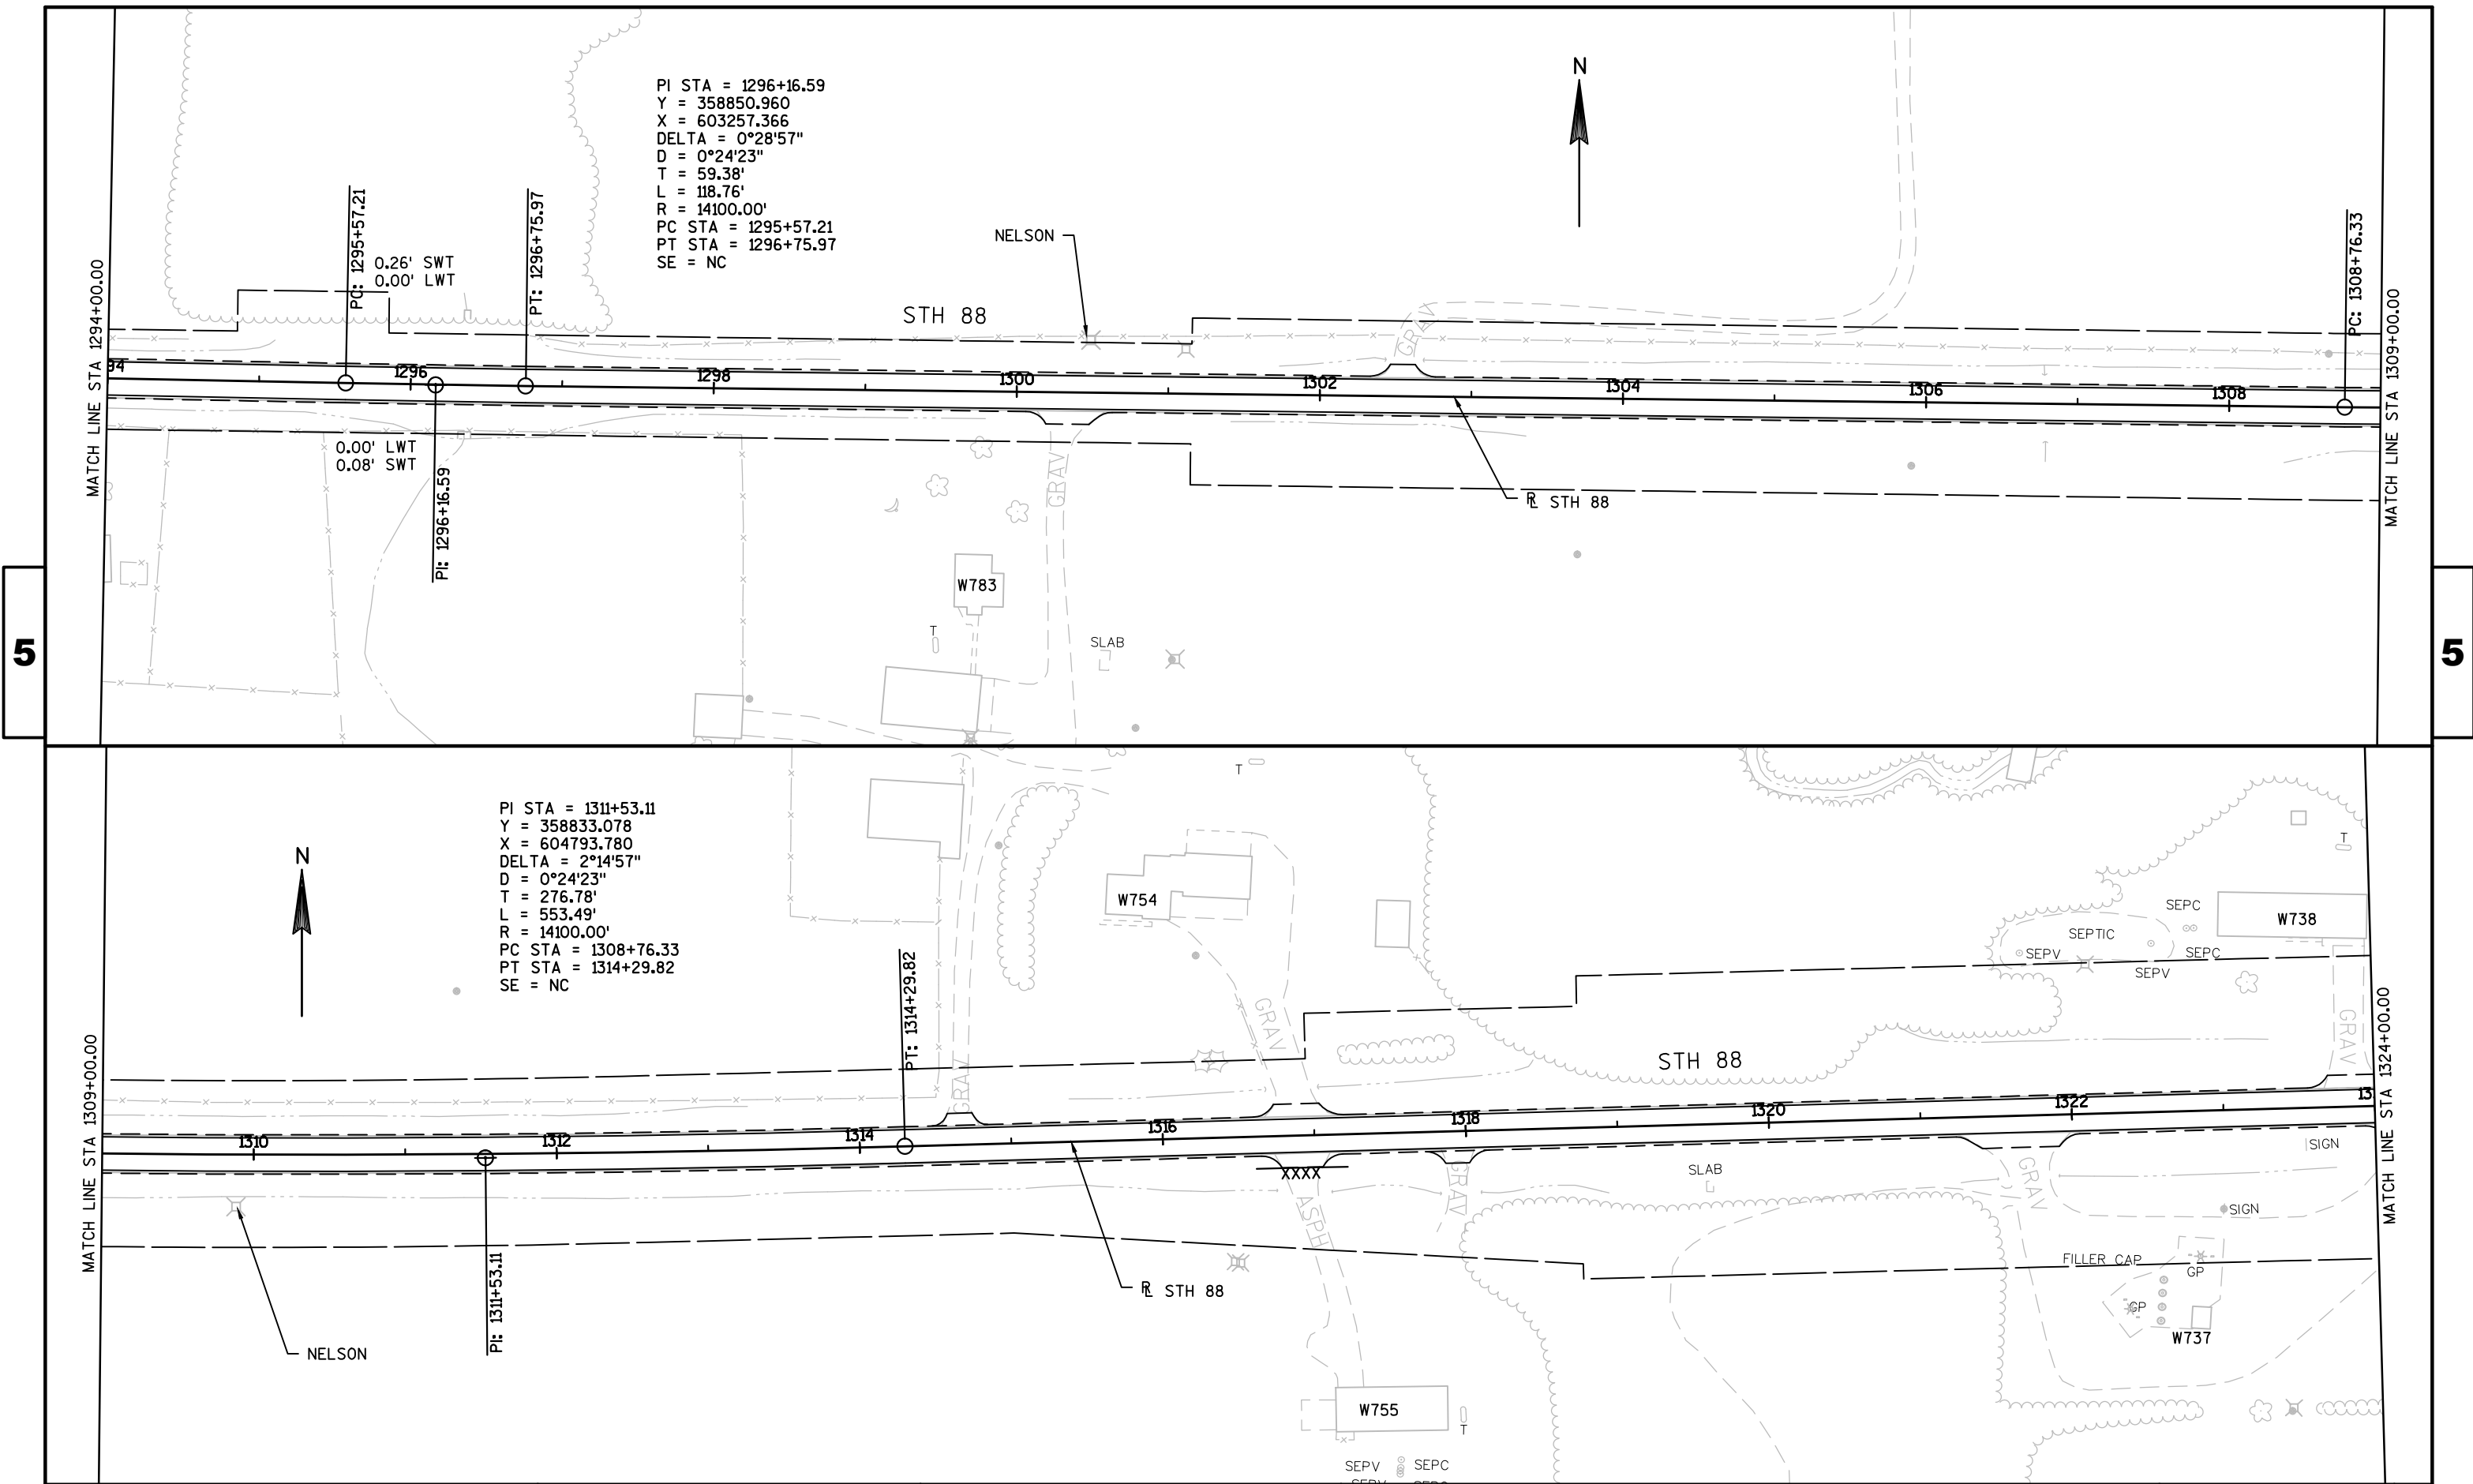 PI STA = 1296+16.59
Y = 358850.960
X = 603257.366
DELTA = 0°28'57"
D = 0°24'23"
T = 59.38'
L = 118.76'
R = 14100.00'
PC STA = 1295+57.21
PT STA = 1296+75.97
SE = NC
N
MATCH LINE STA 1294+00.00
PC: 1295+57.21
0.26' SWT
0.00' LWT
PT: 1296+75.97
NELSON
STH 88
GRAV
PC: 1308+76.33
MATCH LINE STA 1309+00.00
94
1296
1298
1300
1302
1304
1306
1308
0.00' LWT
0.08' SWT
PI: 1296+16.59
GRAV
STH 88
W783
T
SLAB
5
5
PI STA = 1311+53.11
Y = 358833.078
X = 604793.780
DELTA = 2°14'57"
D = 0°24'23"
T = 276.78'
L = 553.49'
R = 14100.00'
PC STA = 1308+76.33
PT STA = 1314+29.82
SE = NC
N
T
T
W754
W738
SEPC
SEPTIC
SEPV
SEPC
SEPV
MATCH LINE STA 1309+00.00
PT: 1314+29.82
GRAV
GRAV
STH 88
GRAV
MATCH LINE STA 1324+00.00
1310
1312
1314
1316
1318
1320
1322
13
XXXX
ASPH
GRAV
SLAB
GRAV
SIGN
SIGN
PI: 1311+53.11
NELSON
STH 88
FILLER CAP
GP
GP
W737
W755
T
SEPV
SEPC
SEPV
SEPC